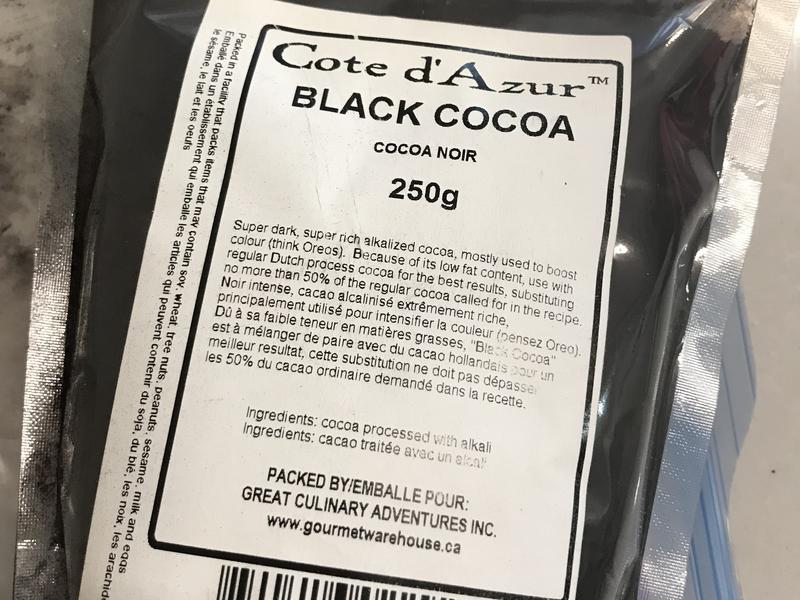 Cote d'Azur™
BLACK COCOA
COCOA NOIR
250g
Super dark, super rich alkalized cocoa, mostly used to boost
colour (think Oreos). Because of its low fat content, use with
regular Dutch process cocoa for the best results, substituting
no more than 50% of the regular cocoa called for in the recipe.
Noir intense, cacao alcalinisé extrêmement riche,
principalement utilisé pour intensifier la couleur (pensez Oreo).
Dû à sa faible teneur en matières grasses, "Black Cocoa"
est à mélanger de paire avec du cacao hollandais pour un
meilleur resultat, cette substitution ne doit pas dépasser
les 50% du cacao ordinaire demandé dans la recette.
Ingredients: cocoa processed with alkali
Ingredients: cacao traitée avec un alcali
PACKED BY/EMBALLE POUR:
GREAT CULINARY ADVENTURES INC.
www.gourmetwarehouse.ca
Packed in a facility that packs items that may contain soy, wheat, tree nuts, peanuts, sesame, milk and eggs
Emballé dans un établissement qui emballe les articles qui peuvent contenir du soja, du blé, les noix, les arachide
le sésame, le lait et les oeufs